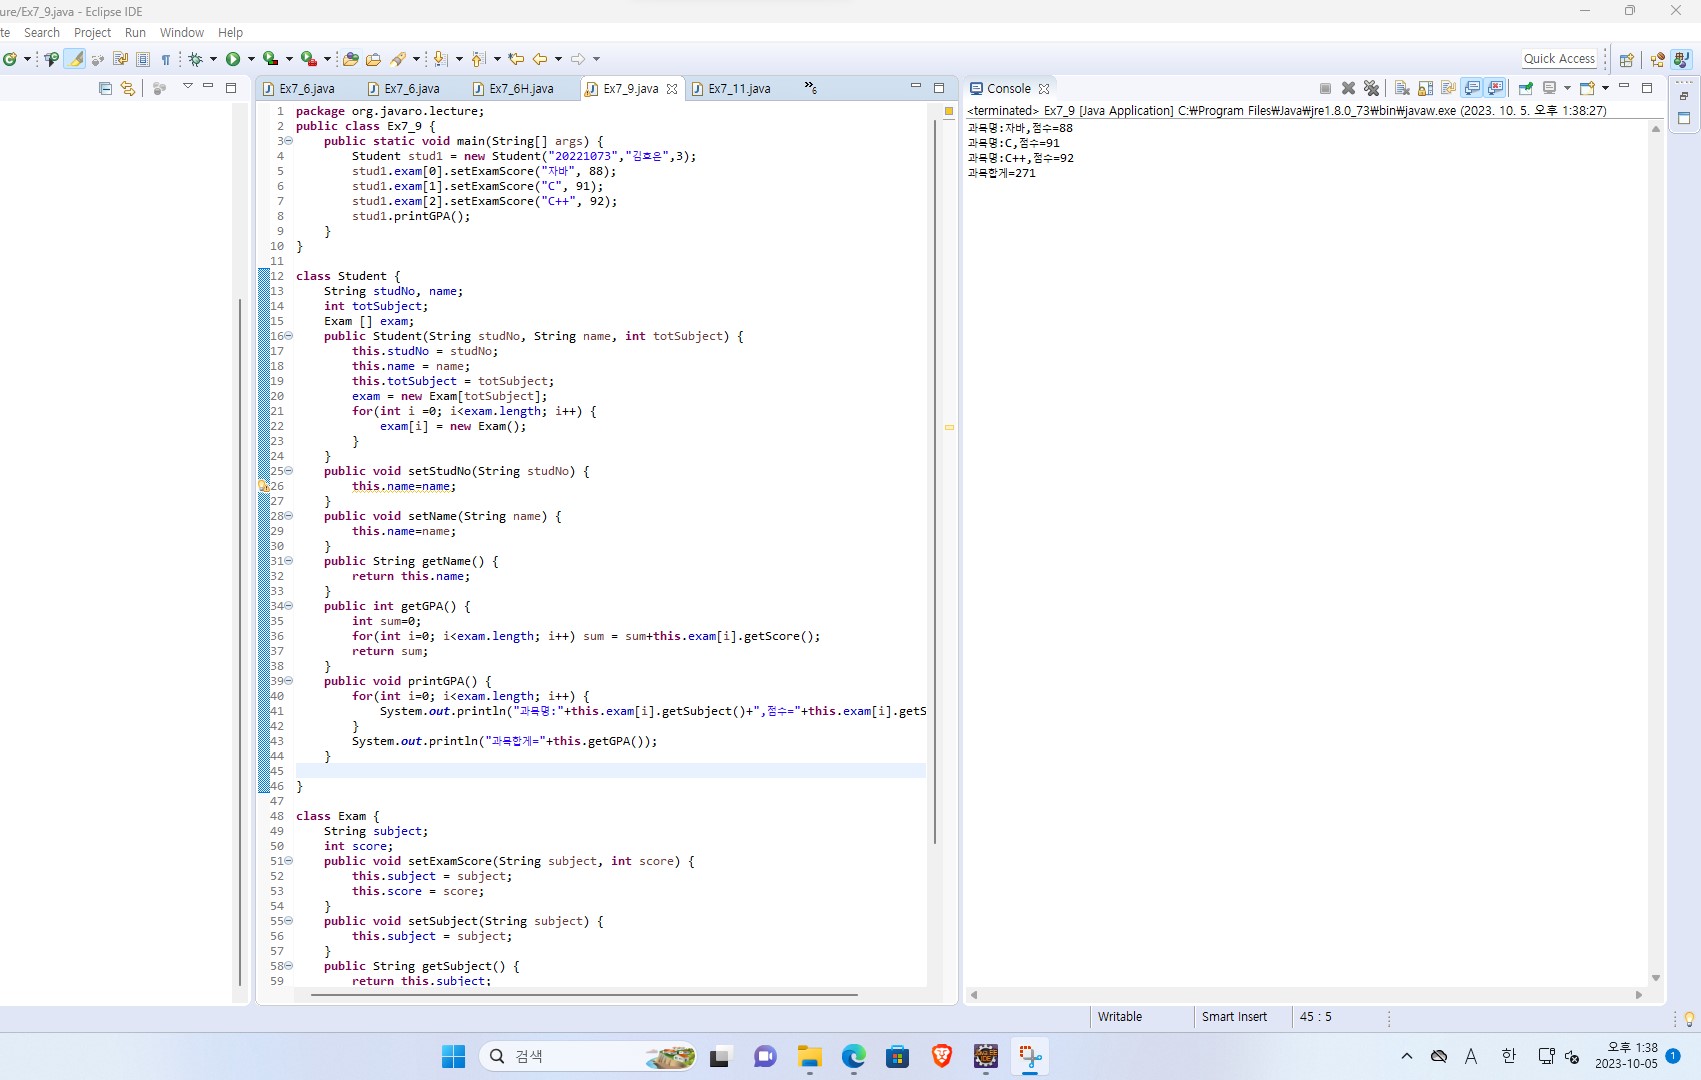 ure/Ex7_9.java - Eclipse IDE
te Search Project Run Window Help
Quick Access
Ex7_6.java Ex7_6.java Ex7_6H.java Ex7_9.java Ex7_11.java »6
1 package org.javaro.lecture;
2 public class Ex7_9 {
3 public static void main(String[] args) {
4 Student stud1 = new Student("20221073","김효은",3);
5 stud1.exam[0].setExamScore("자바", 88);
6 stud1.exam[1].setExamScore("C", 91);
7 stud1.exam[2].setExamScore("C++", 92);
8 stud1.printGPA();
9 }
10 }
11
12 class Student {
13 String studNo, name;
14 int totSubject;
15 Exam [] exam;
16 public Student(String studNo, String name, int totSubject) {
17 this.studNo = studNo;
18 this.name = name;
19 this.totSubject = totSubject;
20 exam = new Exam[totSubject];
21 for(int i =0; i<exam.length; i++) {
22 exam[i] = new Exam();
23 }
24 }
25 public void setStudNo(String studNo) {
26 this.name=name;
27 }
28 public void setName(String name) {
29 this.name=name;
30 }
31 public String getName() {
32 return this.name;
33 }
34 public int getGPA() {
35 int sum=0;
36 for(int i=0; i<exam.length; i++) sum = sum+this.exam[i].getScore();
37 return sum;
38 }
39 public void printGPA() {
40 for(int i=0; i<exam.length; i++) {
41 System.out.println("과목명:"+this.exam[i].getSubject()+",점수="+this.exam[i].getS
42 }
43 System.out.println("과목합게="+this.getGPA());
44 }
45
46 }
47
48 class Exam {
49 String subject;
50 int score;
51 public void setExamScore(String subject, int score) {
52 this.subject = subject;
53 this.score = score;
54 }
55 public void setSubject(String subject) {
56 this.subject = subject;
57 }
58 public String getSubject() {
59 return this.subject;
Console
<terminated> Ex7_9 [Java Application] C:₩Program Files₩Java₩jre1.8.0_73₩bin₩javaw.exe (2023. 10. 5. 오후 1:38:27)
과목명:자바,점수=88
과목명:C,점수=91
과목명:C++,점수=92
과목합게=271
Writable Smart Insert 45 : 5
검색
A 한 오후 1:38
2023-10-05 1